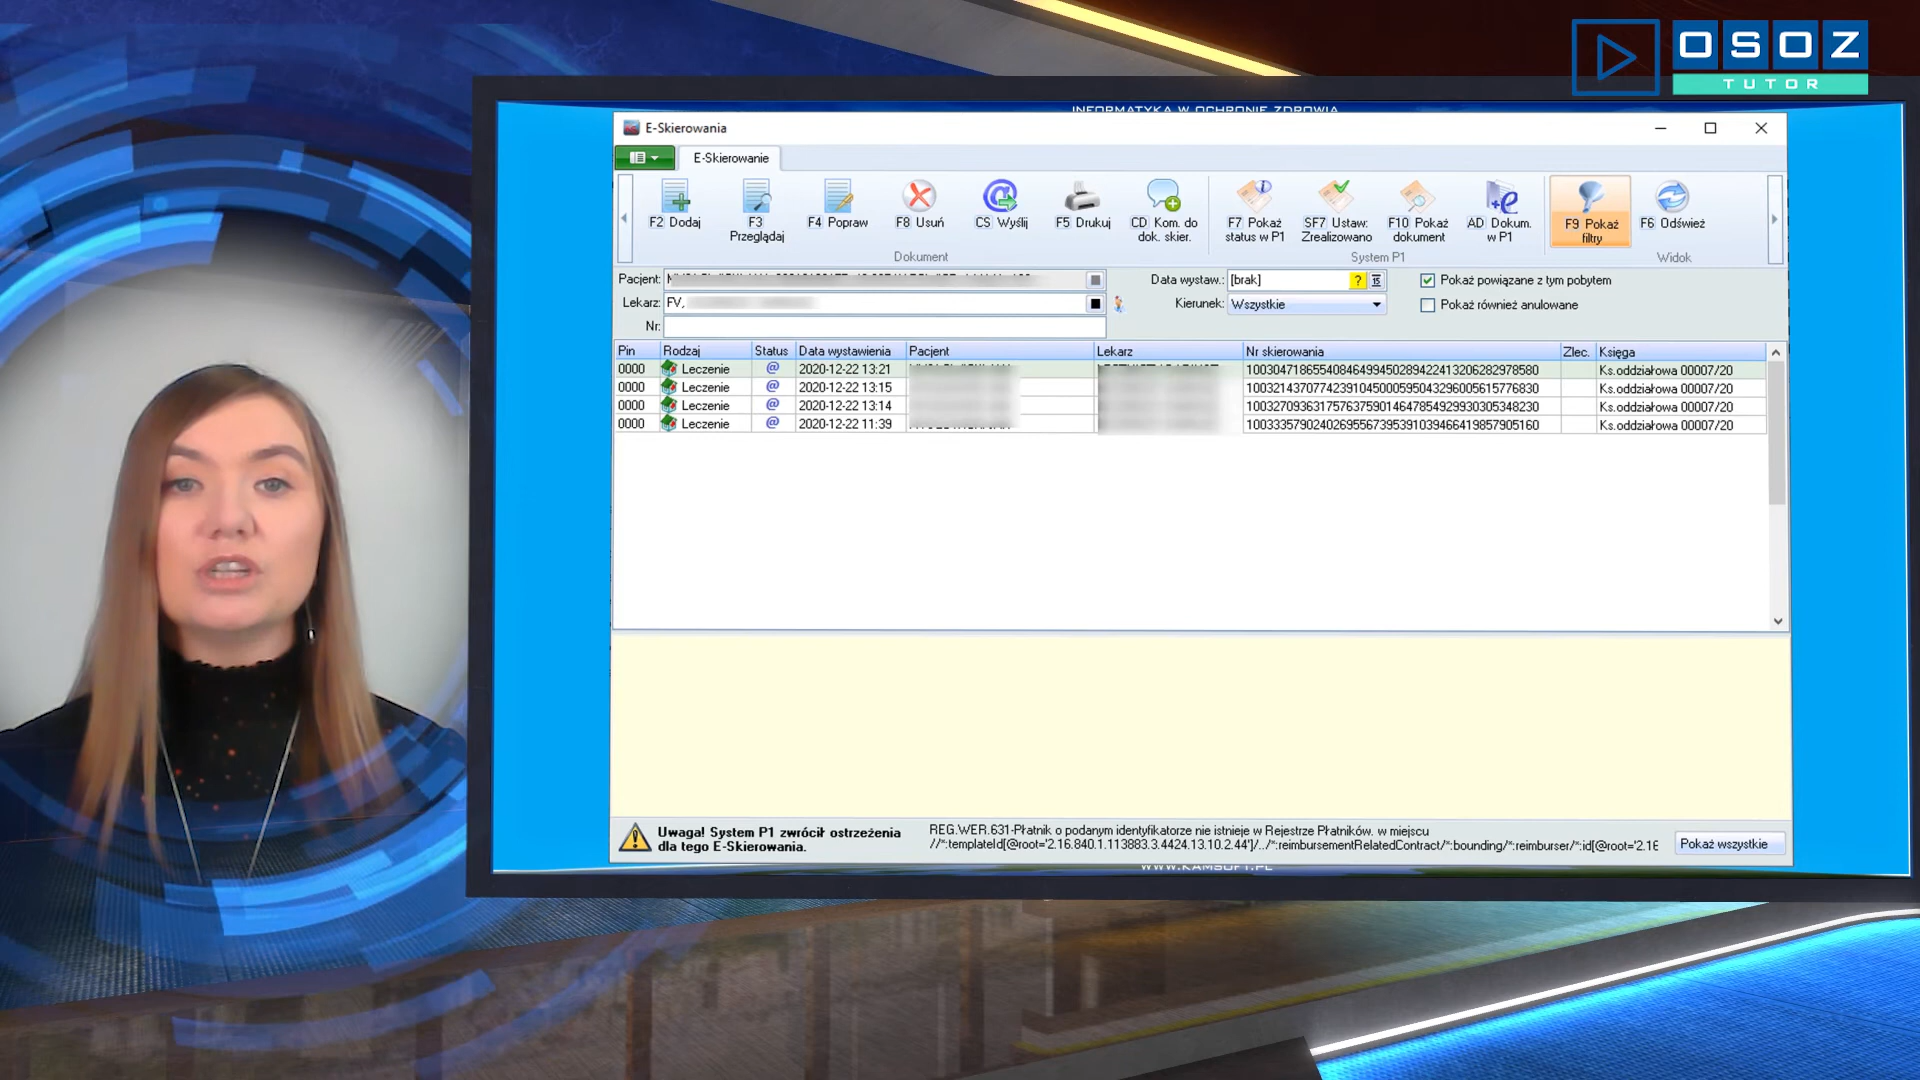 OSOZ
TUTOR
INFORMATYKA W OCHRONIE ZDROWIA
E-Skierowania
E-Skierowanie
F2 Dodaj
F3 Przeglądaj
F4 Popraw
F8 Usuń
CS Wyślij
F5 Drukuj
CD Kom. do dok. skier.
F7 Pokaż status w P1
SF7 Ustaw: Zrealizowano
F10 Pokaż dokument
AD Dokum. w P1
F9 Pokaż filtry
F6 Odśwież
Dokument
System P1
Widok
Pacjent:
Data wystaw.: [brak] ? 15
Pokaż powiązane z tym pobytem
Lekarz: FV,
Kierunek: Wszystkie
Pokaż również anulowane
Nr:
Pin Rodzaj Status Data wystawienia Pacjent Lekarz Nr skierowania Zlec. Księga
0000 Leczenie @ 2020-12-22 13:21 10030471865540846499450289422413206282978580 Ks.oddziałowa 00007/20
0000 Leczenie @ 2020-12-22 13:15 10032143707742391045000595043296005615776830 Ks.oddziałowa 00007/20
0000 Leczenie @ 2020-12-22 13:14 10032709363175763759014647854929930305348230 Ks.oddziałowa 00007/20
0000 Leczenie @ 2020-12-22 11:39 10033357902402695567395391039466419857905160 Ks.oddziałowa 00007/20
Uwaga! System P1 zwrócił ostrzeżenia
dla tego E-Skierowania.
REG.WER.631-Płatnik o podanym identyfikatorze nie istnieje w Rejestrze Płatników. w miejscu
//*:templateId[@root='2.16.840.1.113883.3.4424.13.10.2.44']/../*:reimbursementRelatedContract/*:bounding/*:reimburser/*:id[@root='2.16
Pokaż wszystkie
WWW.KAMSOFT.PL